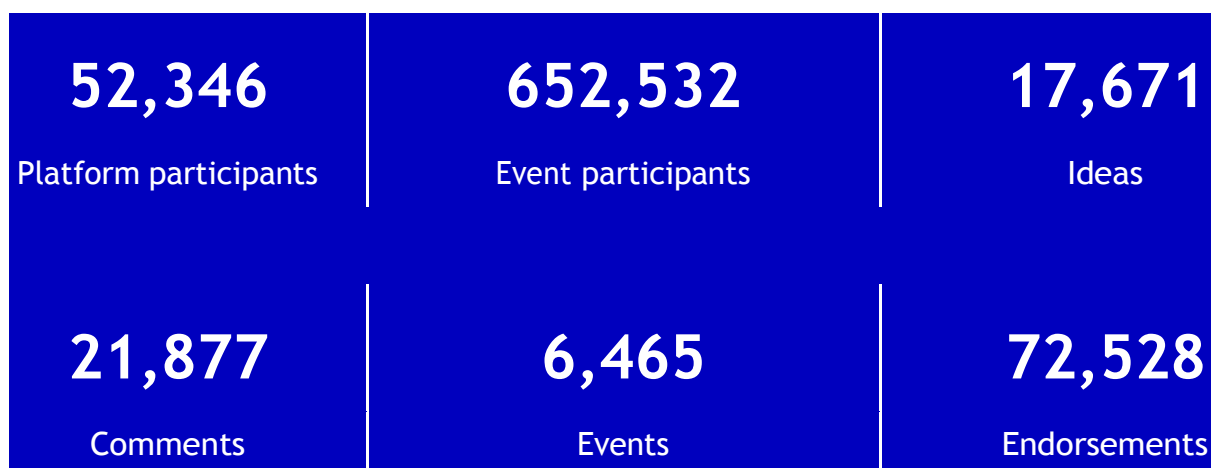 52,346 652,532 17,671
Platform participants Event participants Ideas
21,877 6,465 72,528
Comments Events Endorsements